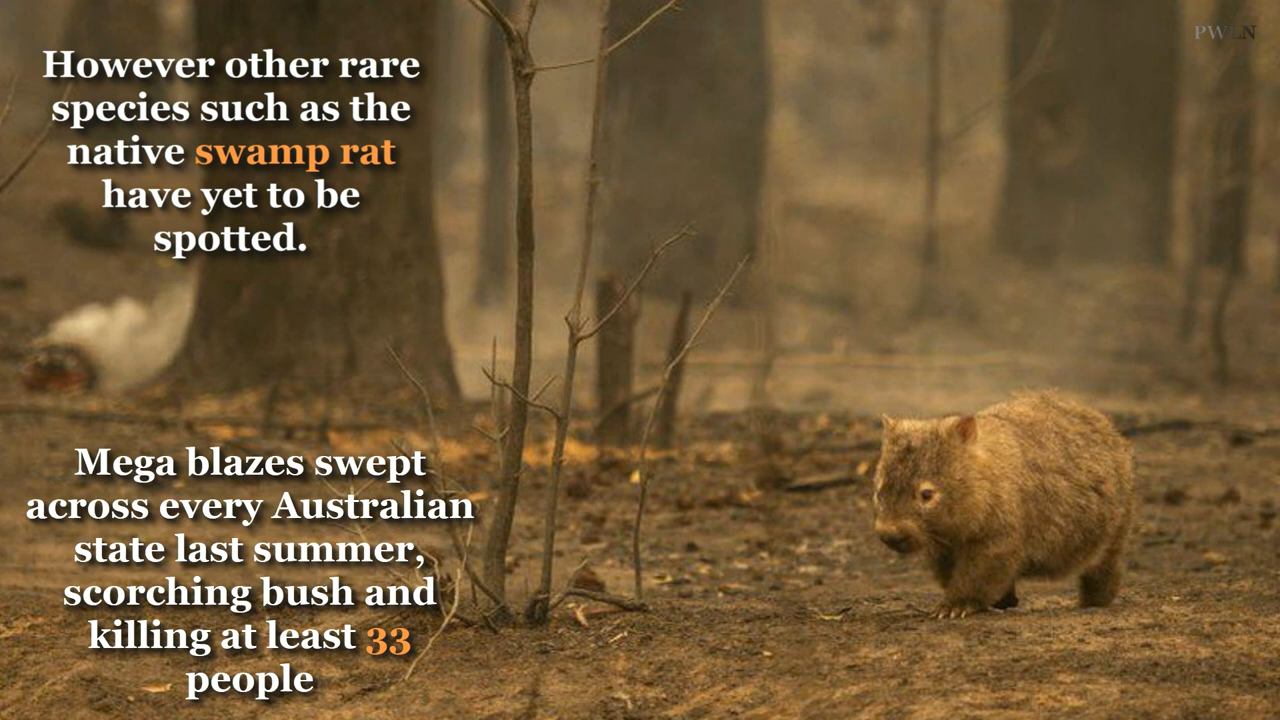 However other rare
species such as the
native swamp rat
have yet to be
spotted.
Mega blazes swept
across every Australian
state last summer,
scorching bush and
killing at least 33
people
PWLN